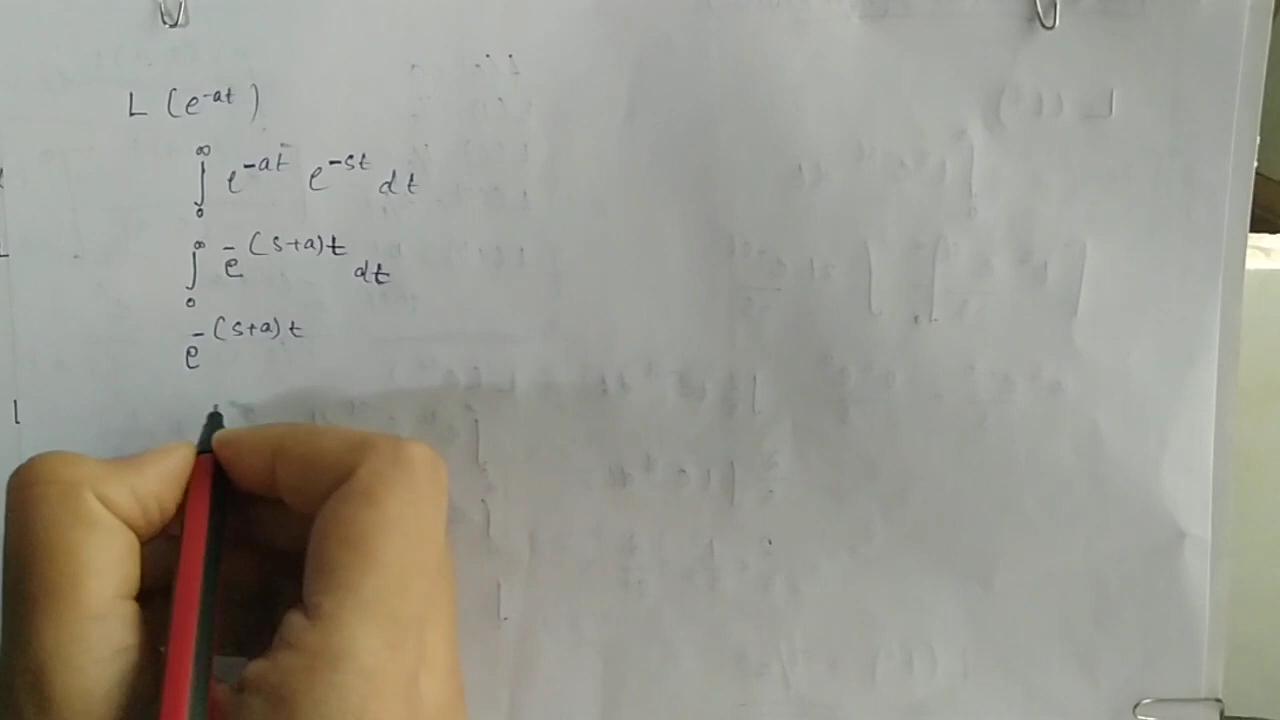 L (e^-at)
∫₀^∞ e^-at e^-st dt
∫₀^∞ e^-(s+a)t dt
e^-(s+a)t